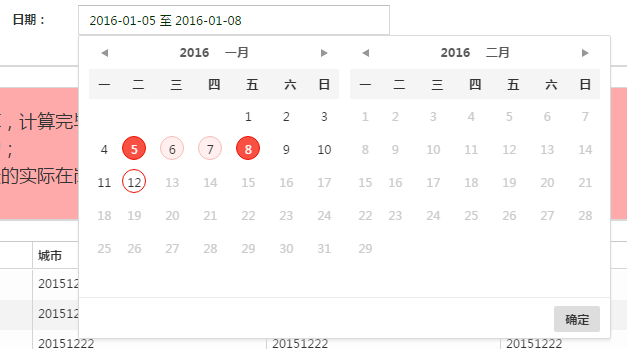 日期： 2016-01-05 至 2016-01-08
2016 一月 2016 二月
一 二 三 四 五 六 日 一 二 三 四 五 六 日
1 2 3 1 2 3 4 5 6 7
4 5 6 7 8 9 10 8 9 10 11 12 13 14
11 12 13 14 15 16 17 15 16 17 18 19 20 21
18 19 20 21 22 23 24 22 23 24 25 26 27 28
25 26 27 28 29 30 31 29
确定
，计算完
；
的实际在
城市
20151222
20151222
20151222 20151222 20151222